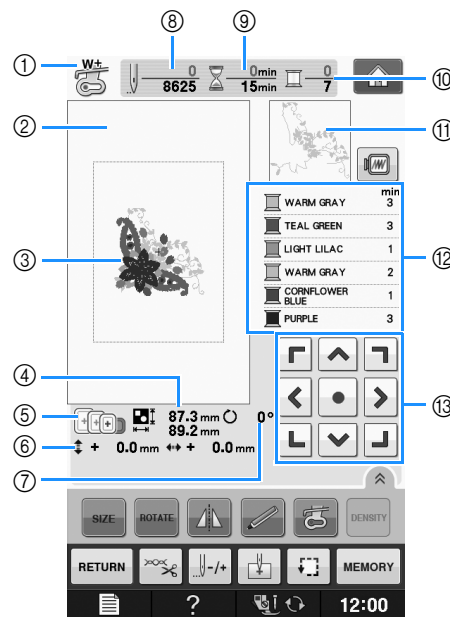 ⑧ ⑨
① W+ 0 0min 0 ⑩
8625 15min 7
② ⑪
min
WARM GRAY 3
TEAL GREEN 3
③ LIGHT LILAC 1 ⑫
WARM GRAY 2
CORNFLOWER BLUE 1
PURPLE 3
④ ⑬
⑤ 87.3 mm 0°
89.2 mm
⑥ + 0.0 mm + 0.0 mm
⑦
SIZE ROTATE DENSITY
RETURN -/+ MEMORY
? 12:00